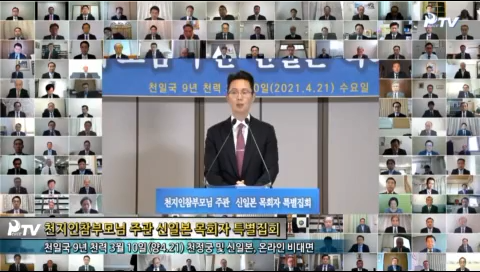 PTV
천일국 9년 천력 3월 10일(2021.4.21) 수요일
천지인참부모님 주관 신일본 목회자 특별집회
PTV 천지인참부모님 주관 신일본 목회자 특별집회
천일국 9년 천력 3월 10일(양4.21) 천정궁 및 신일본, 온라인 비대면